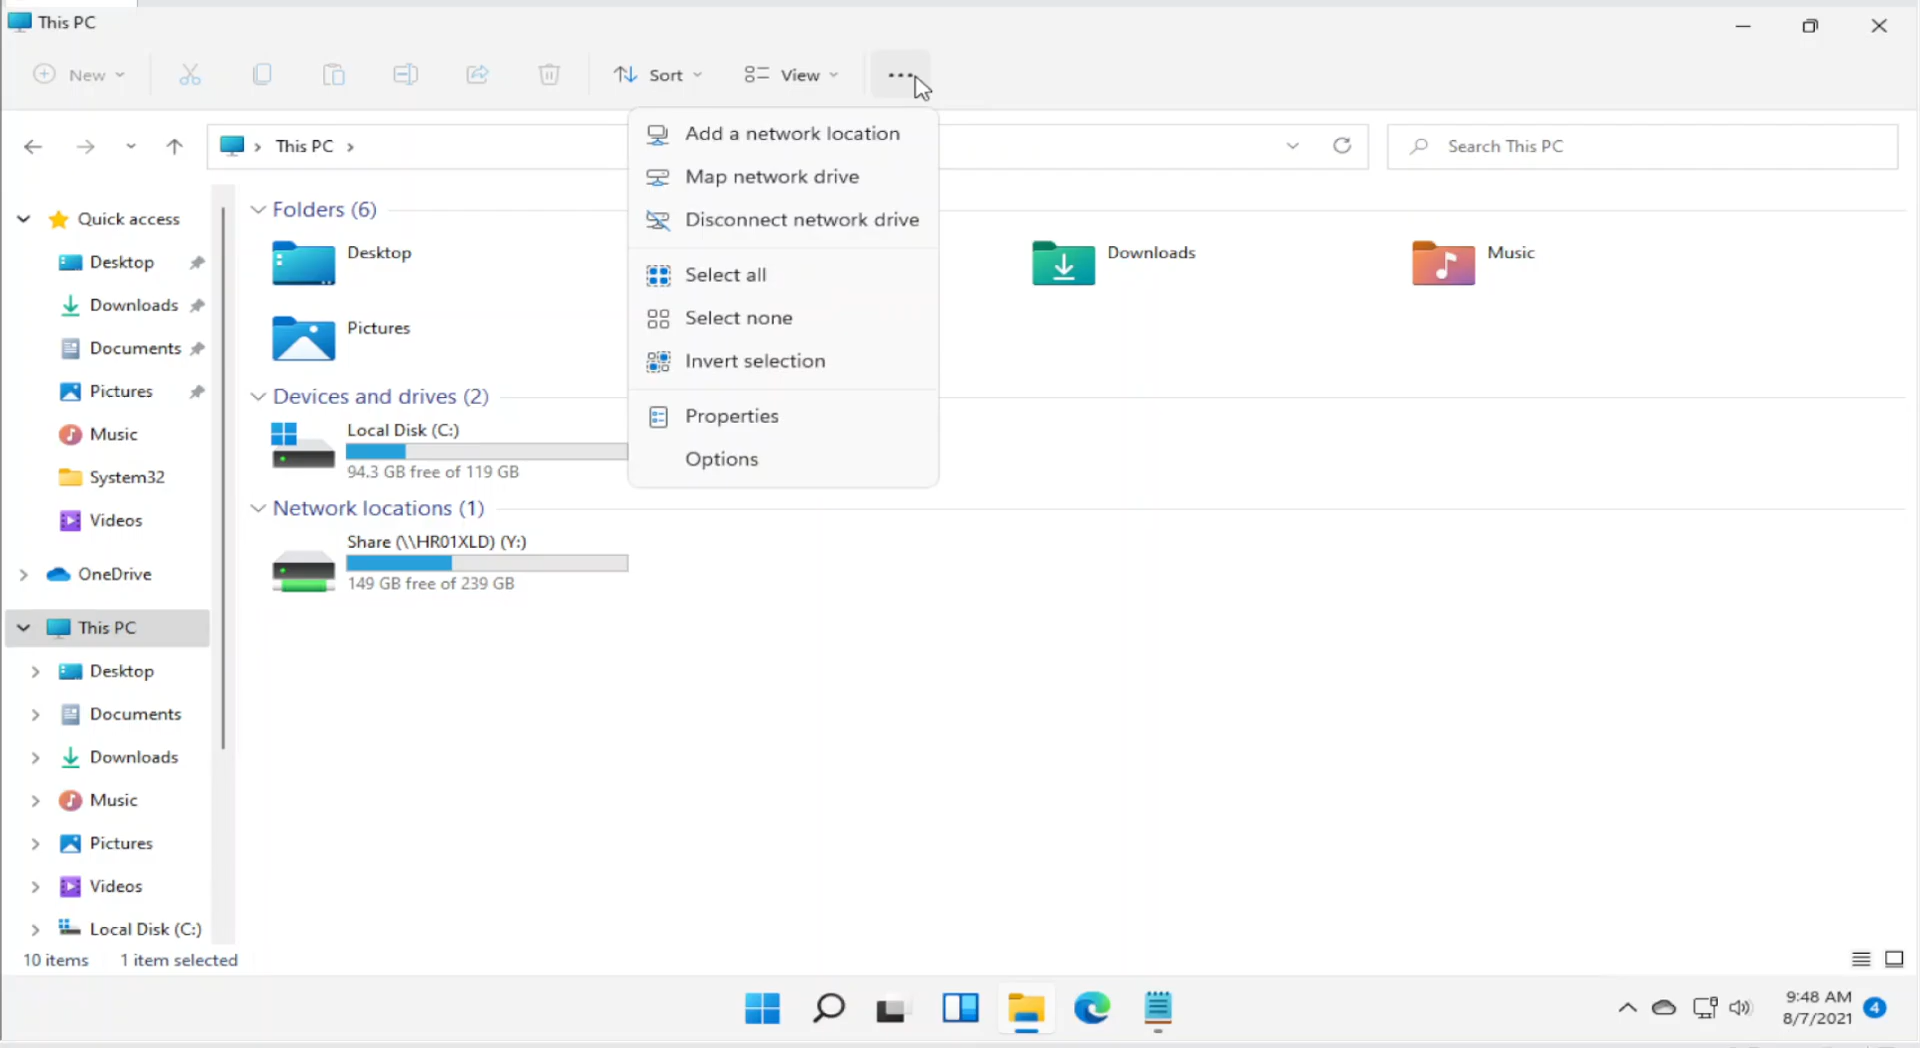 This PC
New
Sort
View
This PC
Search This PC
Add a network location
Map network drive
Disconnect network drive
Select all
Select none
Invert selection
Properties
Options
Quick access
Desktop
Downloads
Documents
Pictures
Music
System32
Videos
OneDrive
This PC
Desktop
Documents
Downloads
Music
Pictures
Videos
Local Disk (C:)
Folders (6)
Desktop
Downloads
Music
Pictures
Devices and drives (2)
Local Disk (C:)
94.3 GB free of 119 GB
Network locations (1)
Share (\\HR01XLD) (Y:)
149 GB free of 239 GB
10 items 1 item selected
9:48 AM
8/7/2021
4